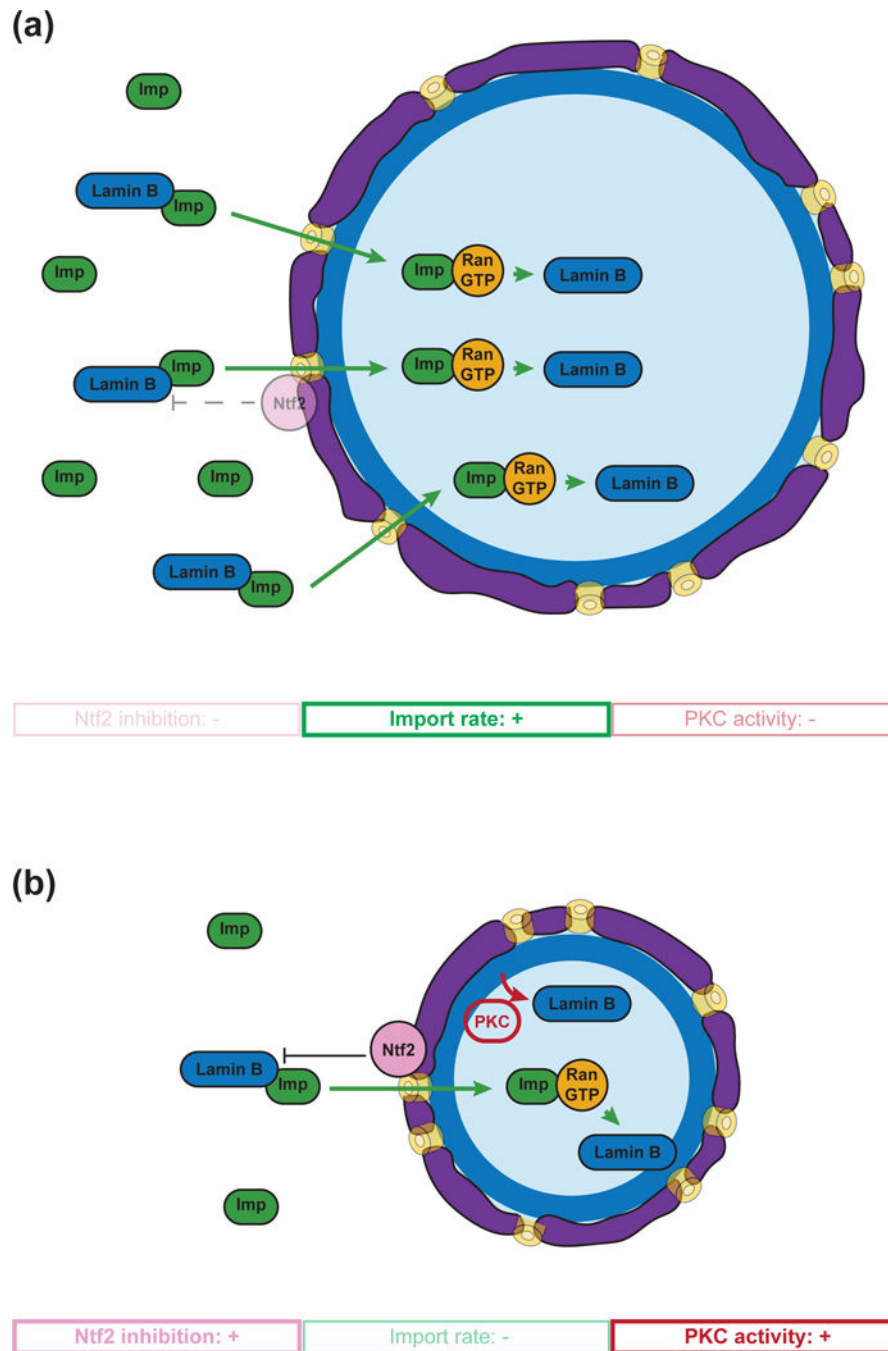 (a)
Imp
Lamin B
Imp
Imp
Imp
Ran
GTP
Lamin B
Imp
Lamin B
Imp
Ran
GTP
Lamin B
Ntf2
Imp
Imp
Imp
Ran
GTP
Lamin B
Lamin B
Imp
Ntf2 inhibition: -
Import rate: +
PKC activity: -
(b)
Imp
Lamin B
PKC
Ntf2
Lamin B
Imp
Imp
Ran
GTP
Lamin B
Imp
Ntf2 inhibition: +
Import rate: -
PKC activity: +